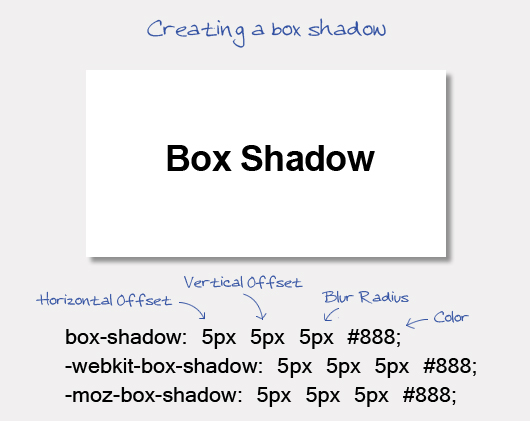 Creating a box shadow
Box Shadow
Vertical Offset
Horizontal Offset
Blur Radius
Color
box-shadow: 5px 5px 5px #888;
-webkit-box-shadow: 5px 5px 5px #888;
-moz-box-shadow: 5px 5px 5px #888;